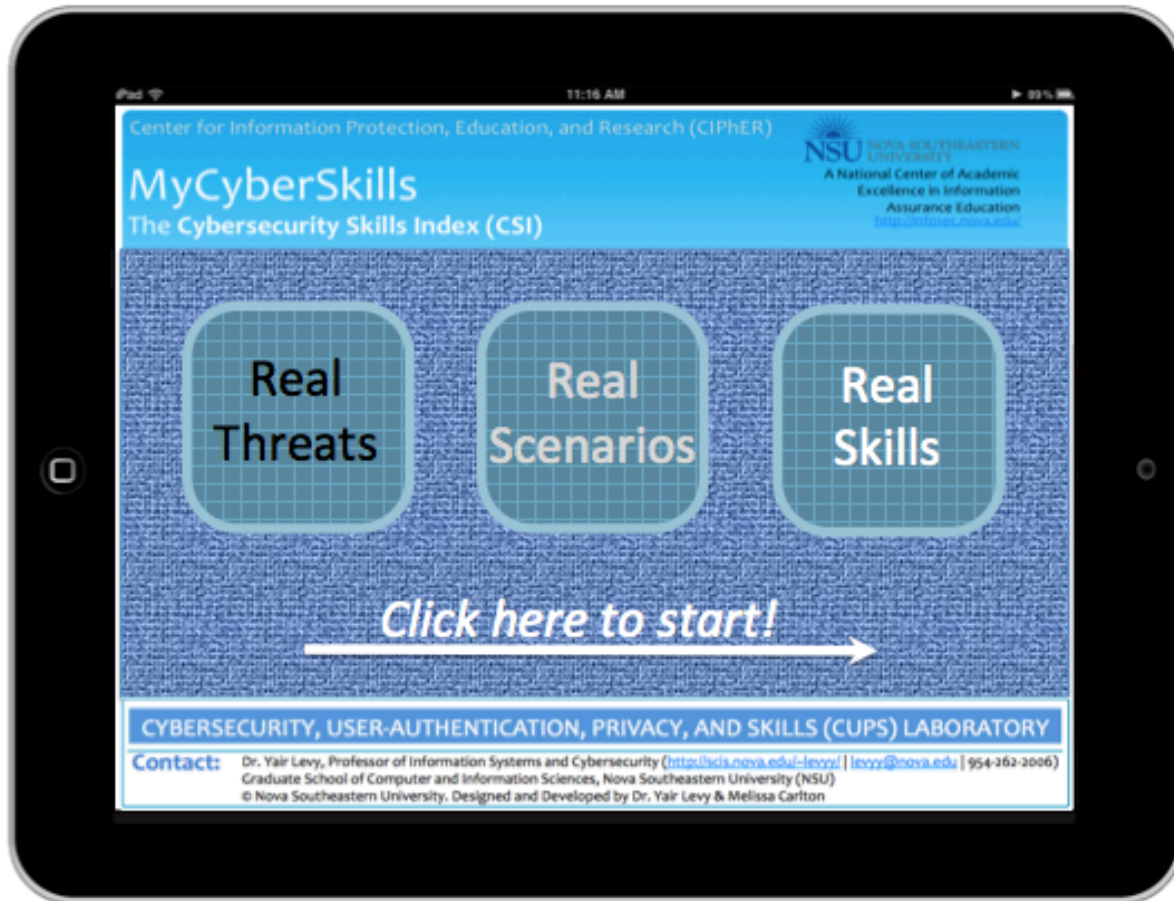 iPad 11:16 AM 89%
Center for Information Protection, Education, and Research (CIPhER)
NSU NOVA SOUTHEASTERN
UNIVERSITY
MyCyberSkills
The Cybersecurity Skills Index (CSI)
A National Center of Academic
Excellence in Information
Assurance Education
http://infosec.nova.edu/
Real
Threats
Real
Scenarios
Real
Skills
Click here to start!
CYBERSECURITY, USER-AUTHENTICATION, PRIVACY, AND SKILLS (CUPS) LABORATORY
Contact: Dr. Yair Levy, Professor of Information Systems and Cybersecurity (http://scis.nova.edu/~levyy/ | levyy@nova.edu | 954-262-2006)
Graduate School of Computer and Information Sciences, Nova Southeastern University (NSU)
© Nova Southeastern University. Designed and Developed by Dr. Yair Levy & Melissa Carlton